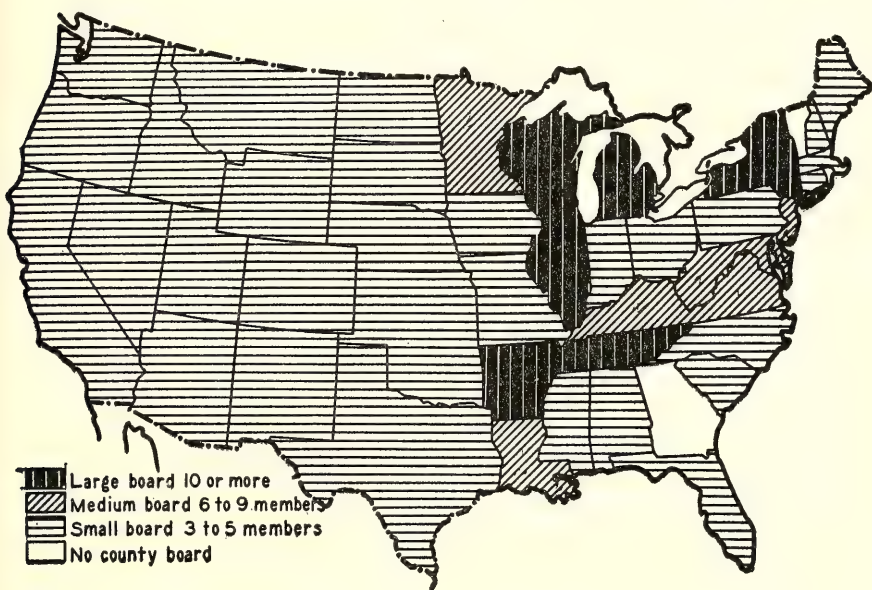 Large board 10 or more
Medium board 6 to 9 members
Small board 3 to 5 members
No county board